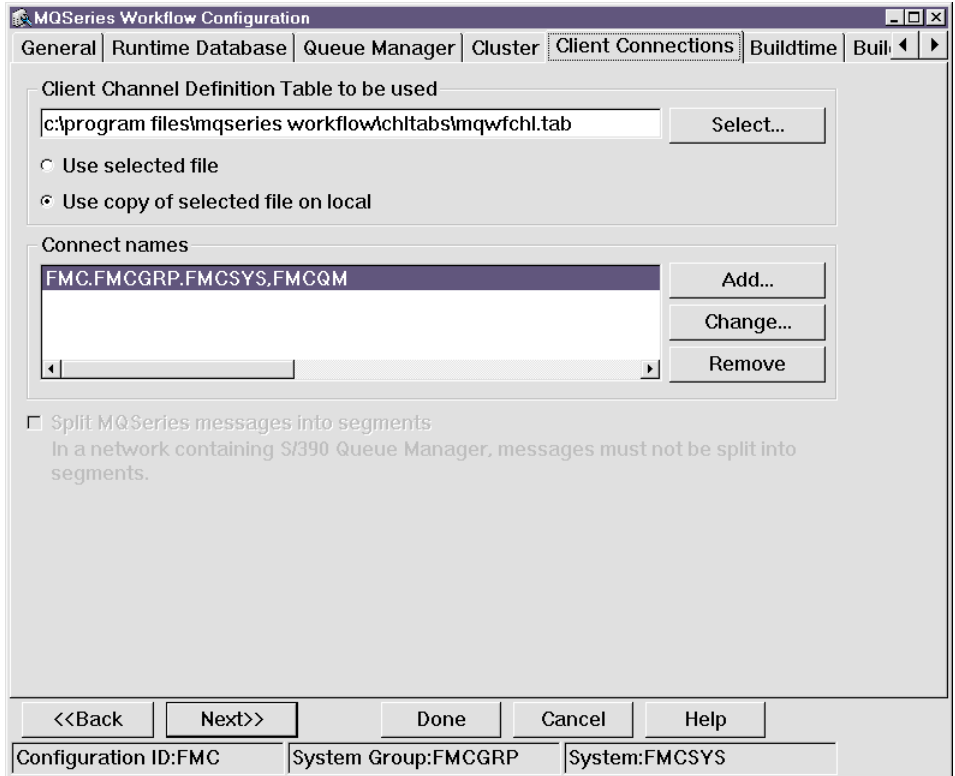 MQSeries Workflow Configuration
General Runtime Database Queue Manager Cluster Client Connections Buildtime
Client Channel Definition Table to be used
c:\program files\mqseries workflow\chltabs\mqwfchl.tab Select...
Use selected file
Use copy of selected file on local
Connect names
FMC.FMCGRP.FMCSYS,FMCQM Add...
Change...
Remove
Split MQSeries messages into segments
In a network containing S/390 Queue Manager, messages must not be split into
segments.
<<Back Next>> Done Cancel Help
Configuration ID:FMC System Group:FMCGRP System:FMCSYS